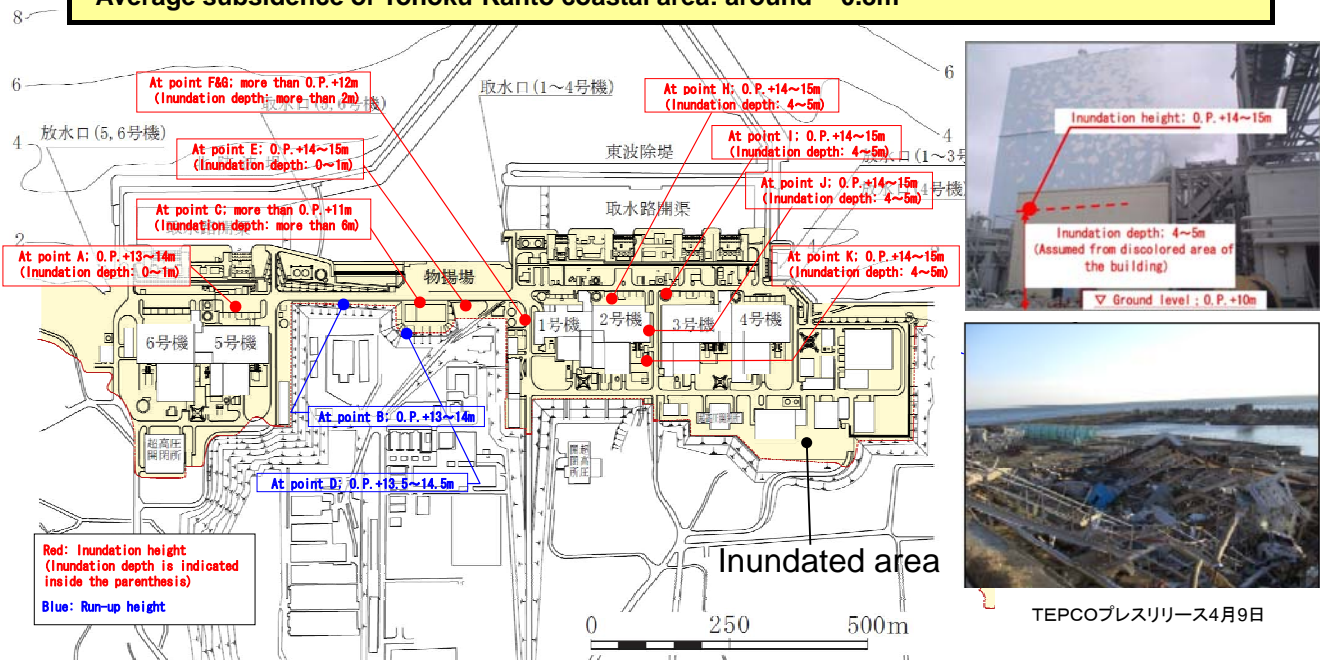 Average subsidence of Tohoku-Kanto coastal area: around
8
6
4
2
6
4
At point F&G: more than O.P.+12m
(Inundation depth: more than 2m)
取水口(1~4号機)
At point H: O.P.+14~15m
(Inundation depth: 4~5m)
放水口(5,6号機)
At point E: O.P.+14~15m
(Inundation depth: 0~1m)
東波除堤
At point I: O.P.+14~15m
(Inundation depth: 4~5m)
At point C: more than O.P.+11m
(Inundation depth: more than 6m)
取水路開渠
At point J: O.P.+14~15m
(Inundation depth: 4~5m)
At point A: O.P.+13~14m
(Inundation depth: 0~1m)
物揚場
At point K: O.P.+14~15m
(Inundation depth: 4~5m)
6号機
5号機
1号機
2号機
3号機
4号機
At point B: O.P.+13~14m
超高圧
開閉所
At point D: O.P.+13.5~14.5m
Inundated area
Red: Inundation height
(Inundation depth is indicated
inside the parenthesis)
Blue: Run-up height
0
250
500m
Inundation height: O.P.+14~15m
Inundation depth: 4~5m
(Assumed from discolored area of
the building)
▽ Ground level : O.P.+10m
TEPCOプレスリリース4月9日